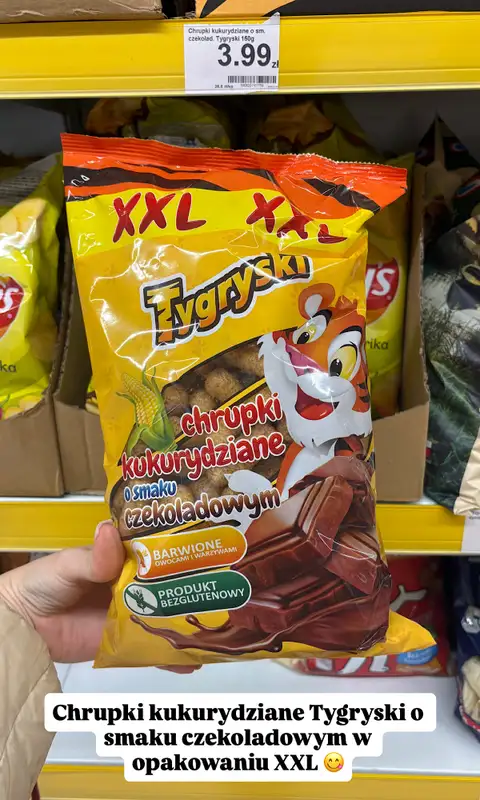 Chrupki kukurydziane o sm.
czekolad. Tygryski 150g
3.99 zł
XXL XXL
Tygryski
chrupki
kukurydziane
o smaku
czekoladowym
BARWIONE
OWOCAMI I WARZYWAMI
PRODUKT
BEZGLUTENOWY
Chrupki kukurydziane Tygryski o
smaku czekoladowym w
opakowaniu XXL 😋